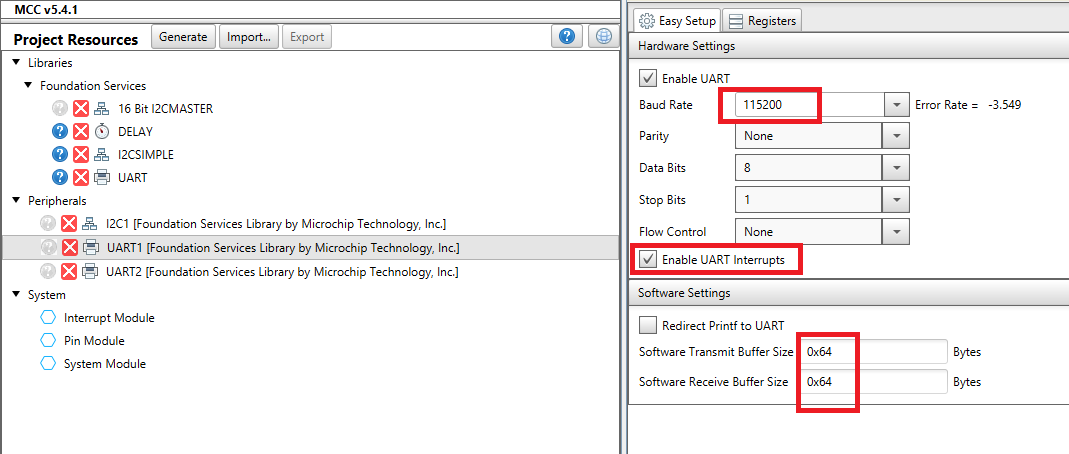 MCC v5.4.1
Project Resources Generate Import... Export ?
Libraries
Foundation Services
? 16 Bit I2CMASTER
? DELAY
? I2CSIMPLE
? UART
Peripherals
? I2C1 [Foundation Services Library by Microchip Technology, Inc.]
? UART1 [Foundation Services Library by Microchip Technology, Inc.]
? UART2 [Foundation Services Library by Microchip Technology, Inc.]
System
Interrupt Module
Pin Module
System Module
Easy Setup Registers
Hardware Settings
Enable UART
Baud Rate 115200 Error Rate = -3.549
Parity None
Data Bits 8
Stop Bits 1
Flow Control None
Enable UART Interrupts
Software Settings
Redirect Printf to UART
Software Transmit Buffer Size 0x64 Bytes
Software Receive Buffer Size 0x64 Bytes